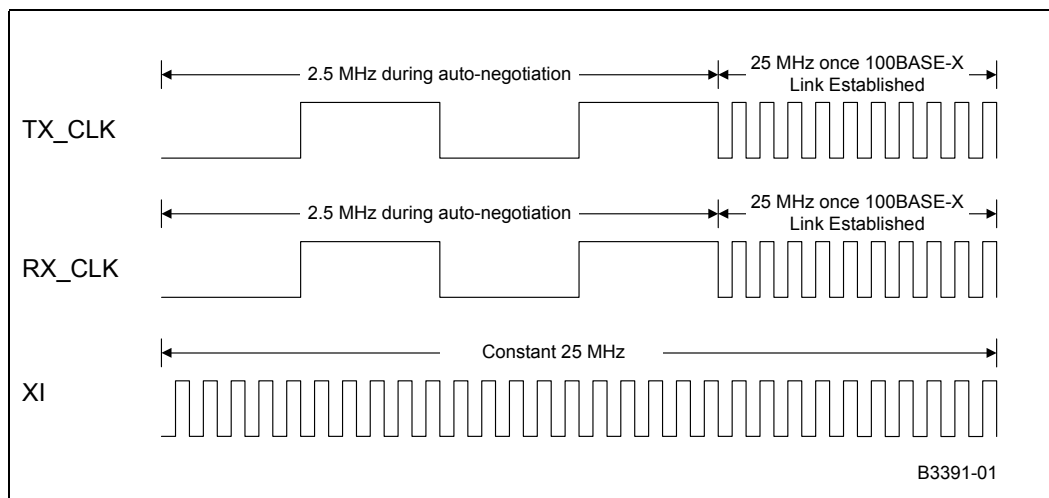 2.5 MHz during auto-negotiation
25 MHz once 100BASE-X
Link Established
TX_CLK
2.5 MHz during auto-negotiation
25 MHz once 100BASE-X
Link Established
RX_CLK
Constant 25 MHz
XI
B3391-01